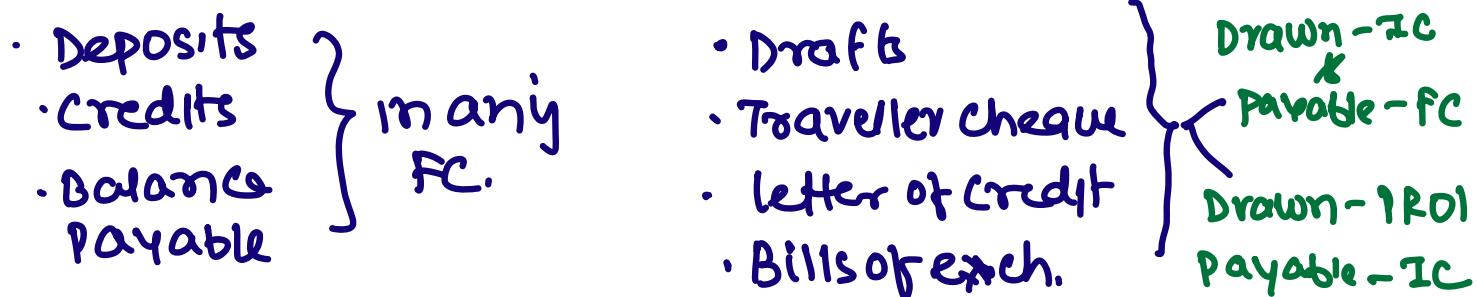 · Deposits
· Credits
· Balance
Payable
in any
FC.
· Drafts
· Traveller cheque
· letter of credit
· Bills of exch.
Drawn - IC
&
Payable - FC
Drawn - PROI
Payable - IC